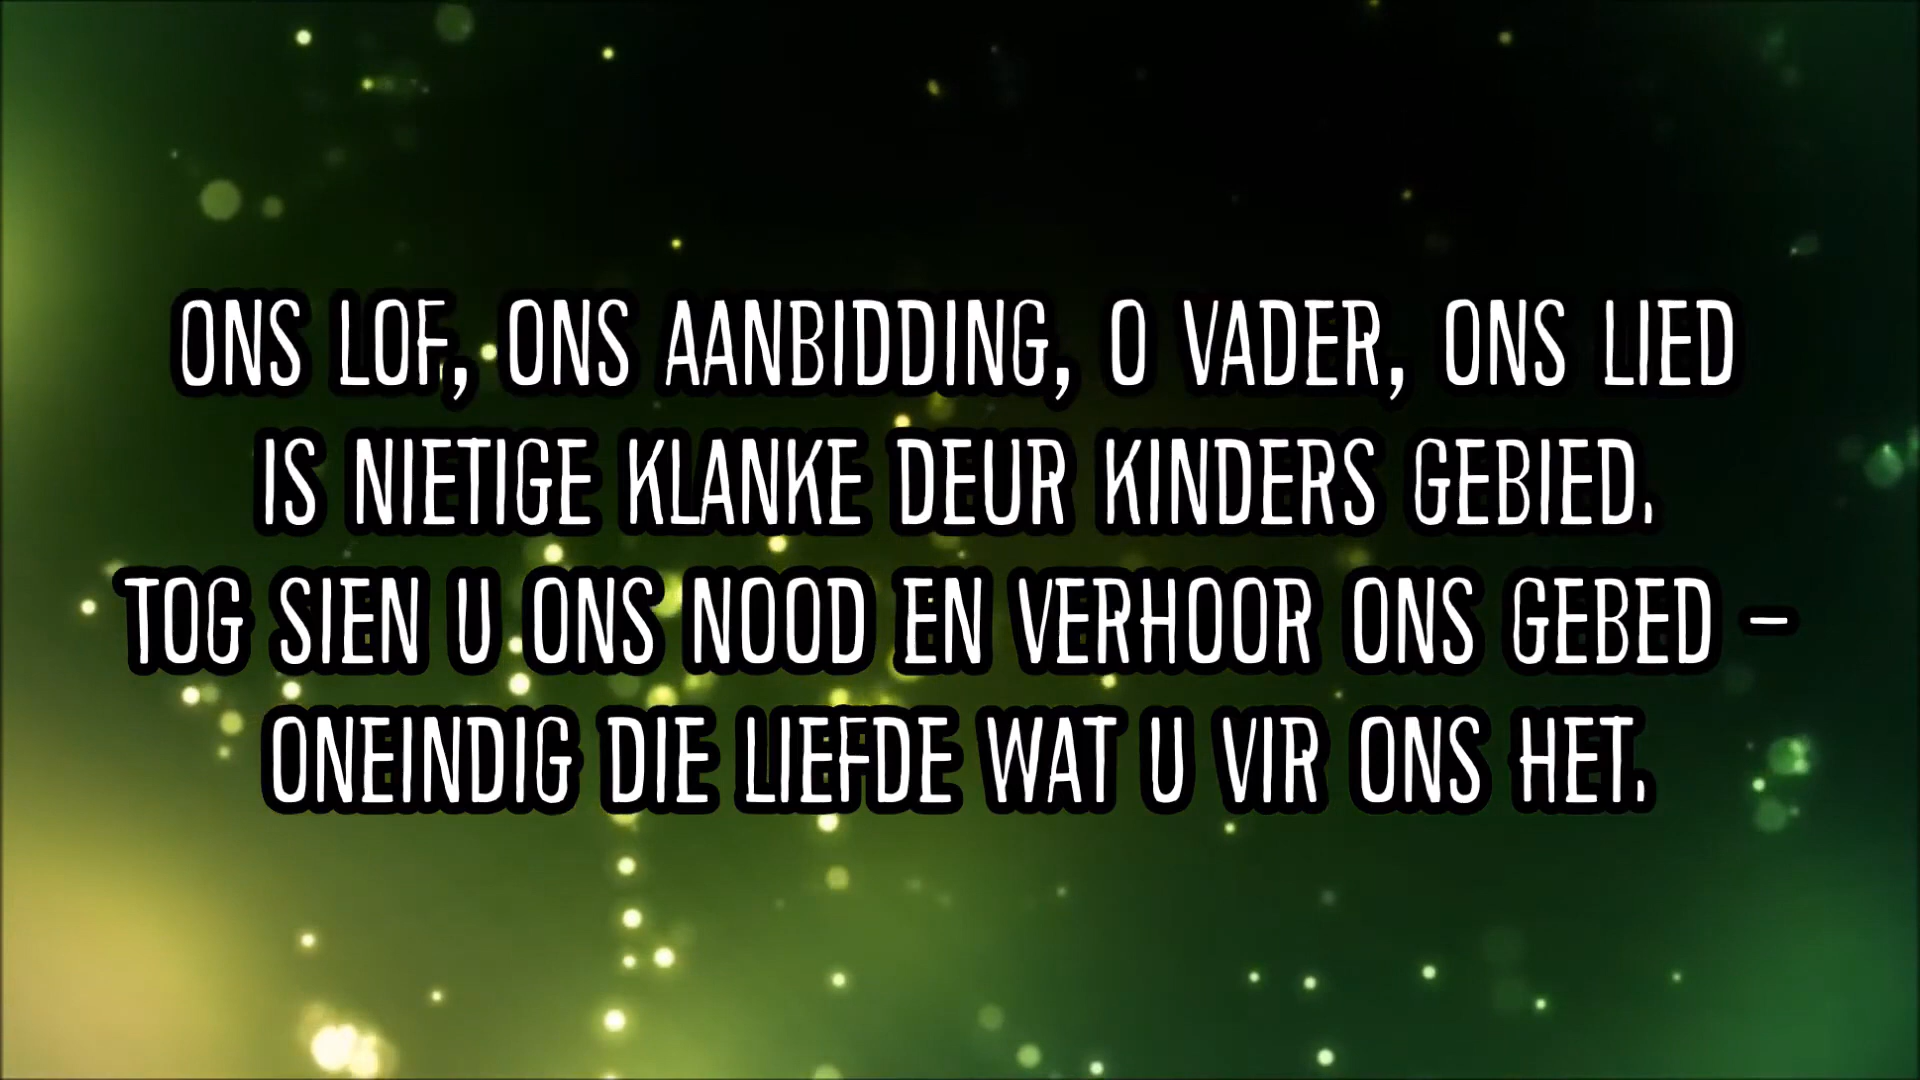 ONS LOF, ONS AANBIDDING, O VADER, ONS LIED
IS NIETIGE KLANKE DEUR KINDERS GEBIED.
TOG SIEN U ONS NOOD EN VERHOOR ONS GEBED –
ONEINDIG DIE LIEFDE WAT U VIR ONS HET.